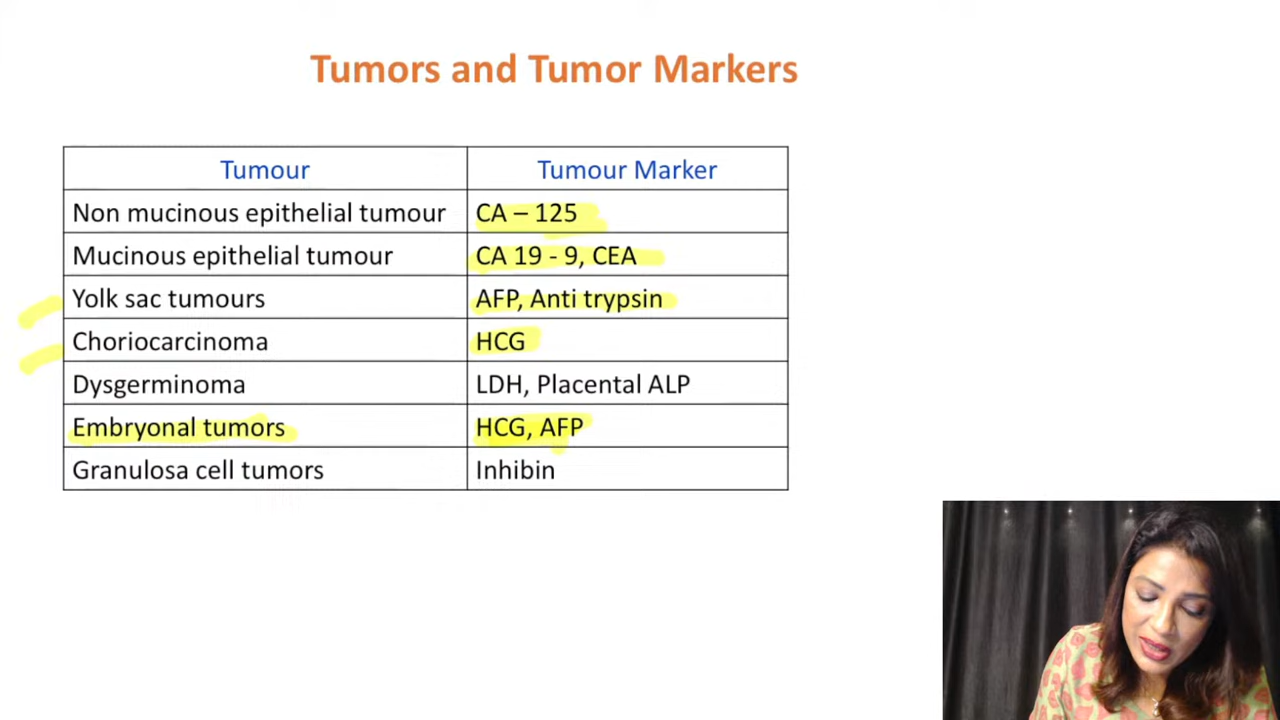 Tumors and Tumor Markers
Tumour Tumour Marker
Non mucinous epithelial tumour CA – 125
Mucinous epithelial tumour CA 19 - 9, CEA
Yolk sac tumours AFP, Anti trypsin
Choriocarcinoma HCG
Dysgerminoma LDH, Placental ALP
Embryonal tumors HCG, AFP
Granulosa cell tumors Inhibin